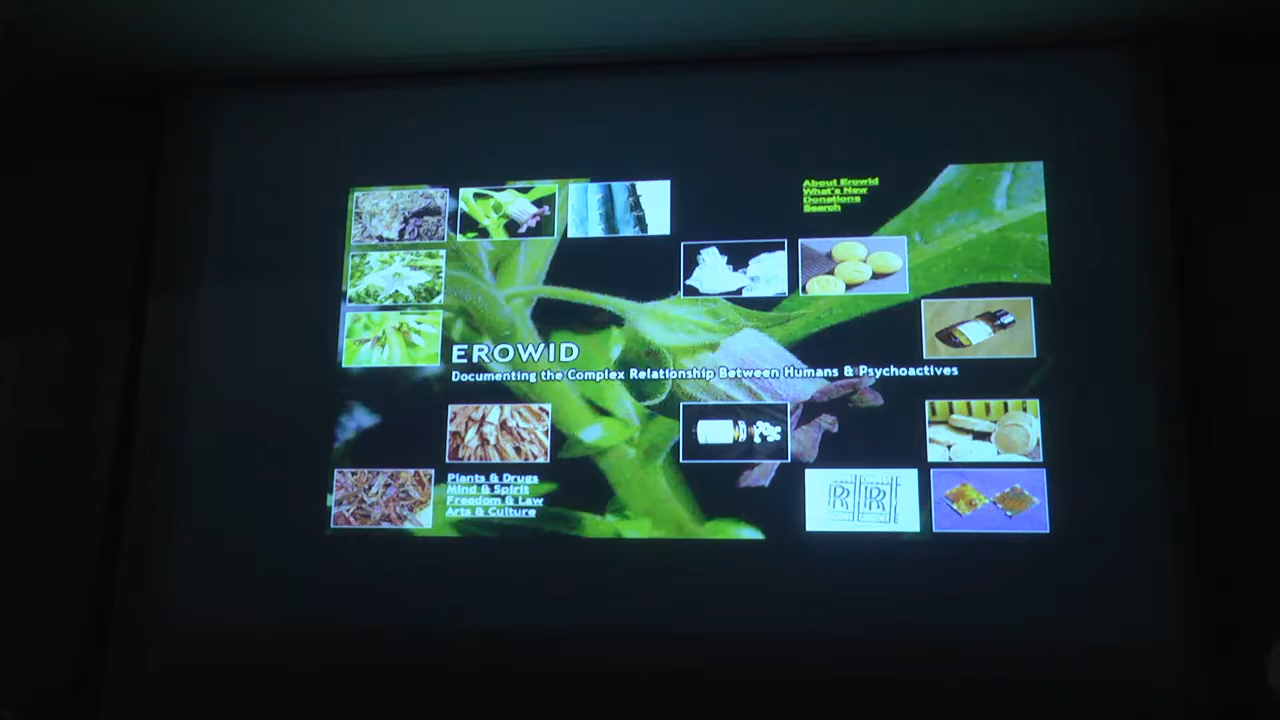 About Erowid
What's New
Donations
Search
EROWID
Documenting the Complex Relationship Between Humans & Psychoactives
Plants & Drugs
Mind & Spirit
Freedom & Law
Arts & Culture
R R
R R